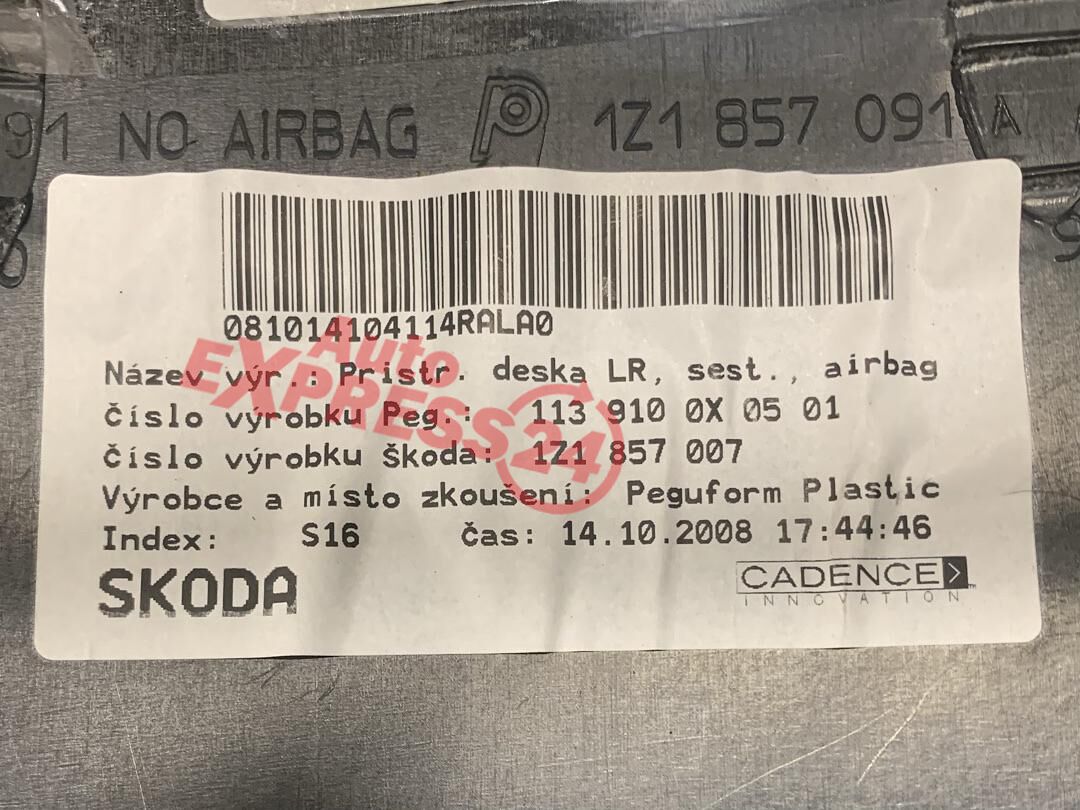 91 NO AIRBAG 1Z1 857 091 A
081014104114RALA0
Auto
EXPRESS24
Název výr.: Pristr. deska LR, sest., airbag
Číslo výrobku Peg.: 113 910 0X 05 01
Číslo výrobku Škoda: 1Z1 857 007
Výrobce a místo zkoušení: Peguform Plastic
Index: S16 čas: 14.10.2008 17:44:46
SKODA
CADENCE
INNOVATION